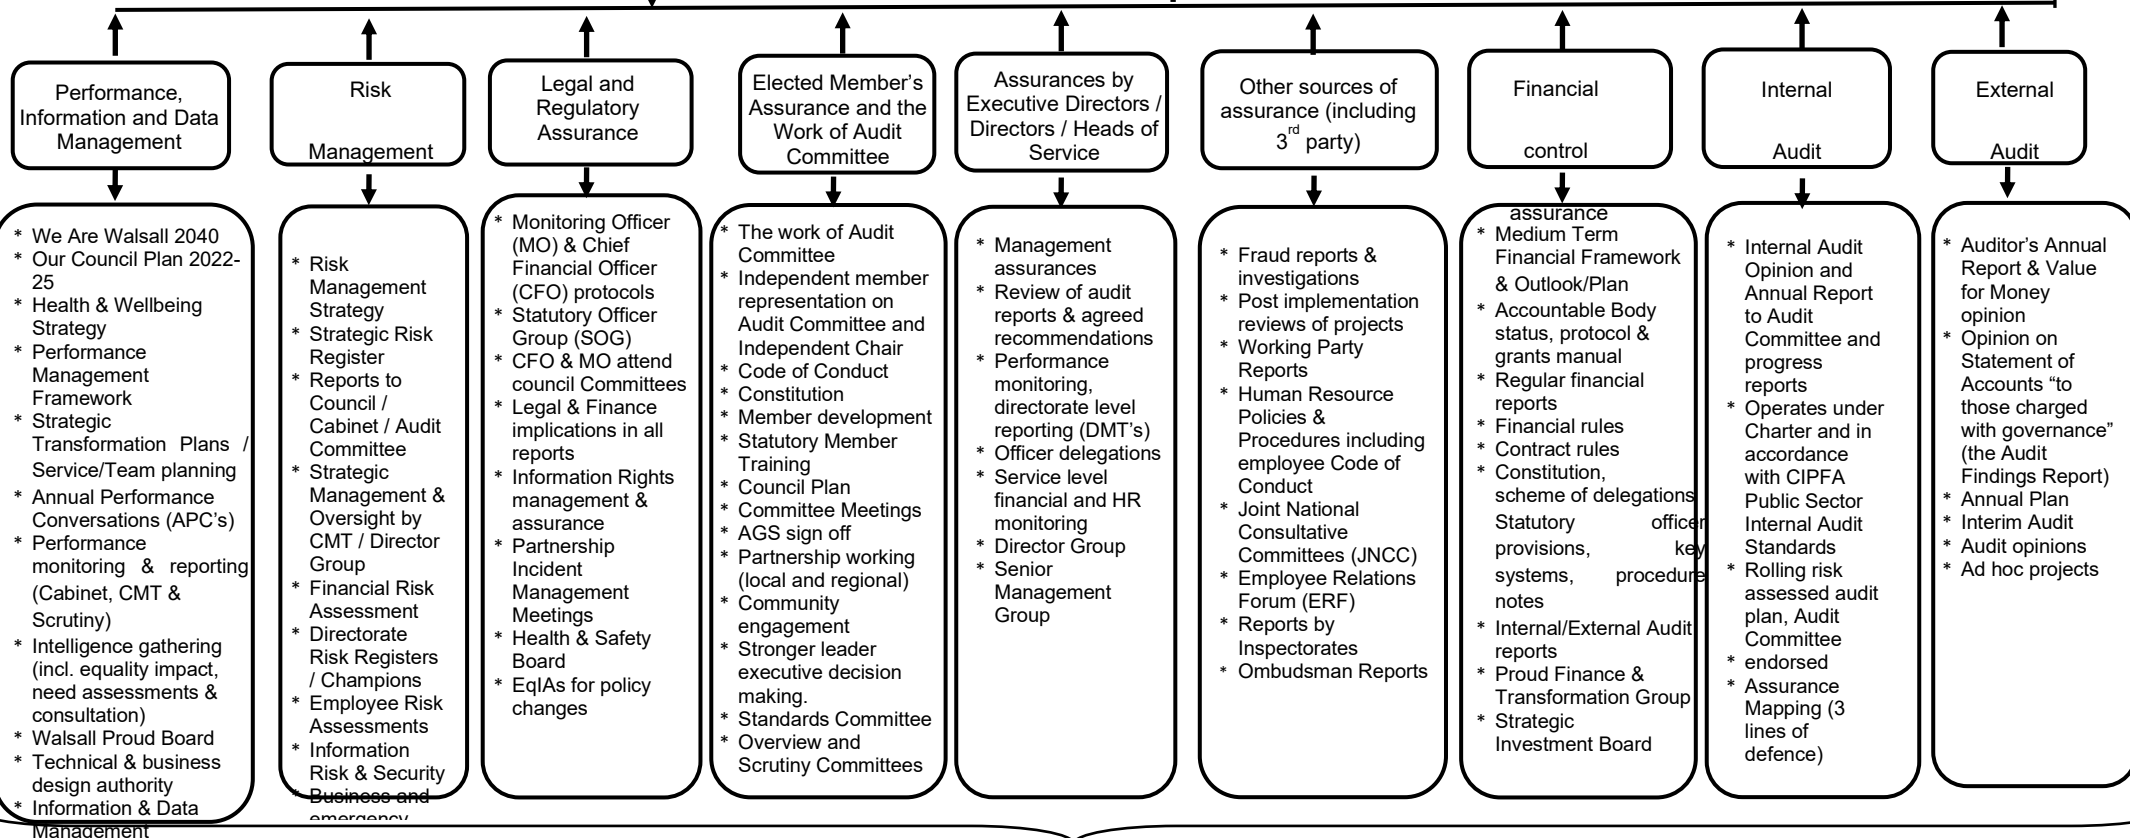 Performance,
Information and Data
Management
Risk
Management
Legal and
Regulatory
Assurance
Elected Member’s
Assurance and the
Work of Audit
Committee
Assurances by
Executive Directors /
Directors / Heads of
Service
Other sources of
assurance (including
3rd party)
Financial
control
assurance
Internal
Audit
External
Audit
* We Are Walsall 2040
* Our Council Plan 2022-
25
* Health & Wellbeing
Strategy
* Performance
Management
Framework
* Strategic
Transformation Plans /
Service/Team planning
* Annual Performance
Conversations (APC’s)
* Performance
monitoring & reporting
(Cabinet, CMT &
Scrutiny)
* Intelligence gathering
(incl. equality impact,
need assessments &
consultation)
* Walsall Proud Board
* Technical & business
design authority
* Information & Data
Management
* Risk
Management
Strategy
* Strategic Risk
Register
* Reports to
Council /
Cabinet / Audit
Committee
* Strategic
Management &
Oversight by
CMT / Director
Group
* Financial Risk
Assessment
* Directorate
Risk Registers
/ Champions
* Employee Risk
Assessments
* Information
Risk & Security
* Business and
emergency
* Monitoring Officer
(MO) & Chief
Financial Officer
(CFO) protocols
* Statutory Officer
Group (SOG)
* CFO & MO attend
council Committees
* Legal & Finance
implications in all
reports
* Information Rights
management &
assurance
* Partnership
Incident
Management
Meetings
* Health & Safety
Board
* EqIAs for policy
changes
* The work of Audit
Committee
* Independent member
representation on
Audit Committee and
Independent Chair
* Code of Conduct
* Constitution
* Member development
* Statutory Member
Training
* Council Plan
* Committee Meetings
* AGS sign off
* Partnership working
(local and regional)
* Community
engagement
* Stronger leader
executive decision
making.
* Standards Committee
* Overview and
Scrutiny Committees
* Management
assurances
* Review of audit
reports & agreed
recommendations
* Performance
monitoring,
directorate level
reporting (DMT’s)
* Officer delegations
* Service level
financial and HR
monitoring
* Director Group
* Senior
Management
Group
* Fraud reports &
investigations
* Post implementation
reviews of projects
* Working Party
Reports
* Human Resource
Policies &
Procedures including
employee Code of
Conduct
* Joint National
Consultative
Committees (JNCC)
* Employee Relations
Forum (ERF)
* Reports by
Inspectorates
* Ombudsman Reports
* Medium Term
Financial Framework
& Outlook/Plan
* Accountable Body
status, protocol &
grants manual
* Regular financial
reports
* Financial rules
* Contract rules
* Constitution,
scheme of delegations
Statutory officer
provisions, key
systems, procedure
notes
* Internal/External Audit
reports
* Proud Finance &
Transformation Group
* Strategic
Investment Board
* Internal Audit
Opinion and
Annual Report
to Audit
Committee and
progress
reports
* Operates under
Charter and in
accordance
with CIPFA
Public Sector
Internal Audit
Standards
* Rolling risk
assessed audit
plan, Audit
Committee
* endorsed
* Assurance
Mapping (3
lines of
defence)
* Auditor’s Annual
Report & Value
for Money
opinion
* Opinion on
Statement of
Accounts “to
those charged
with governance”
(the Audit
Findings Report)
* Annual Plan
* Interim Audit
* Audit opinions
* Ad hoc projects